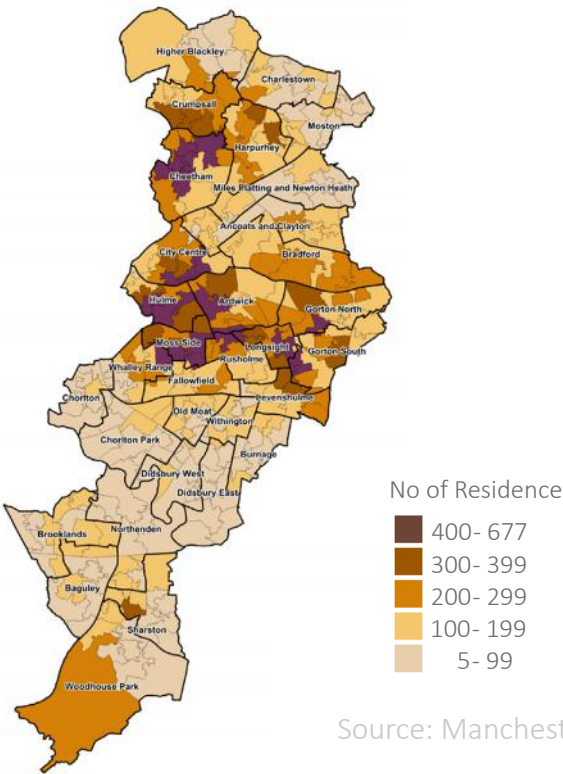 Higher Blackley
Charlestown
Crumpsall
Moston
Harpurhey
Cheetham
Miles Platting and Newton Heath
Ancoats and Clayton
City Centre
Bradford
Hulme
Ardwick
Gorton North
Moss Side
Longsight
Gorton South
Rusholme
Whalley Range
Fallowfield
Levenshulme
Chorlton
Old Moat
Withington
Chorlton Park
Burnage
Didsbury West
Didsbury East
Brooklands
Northenden
Baguley
Sharston
Woodhouse Park
No of Residence
400- 677
300- 399
200- 299
100- 199
5- 99
Source: Manchest